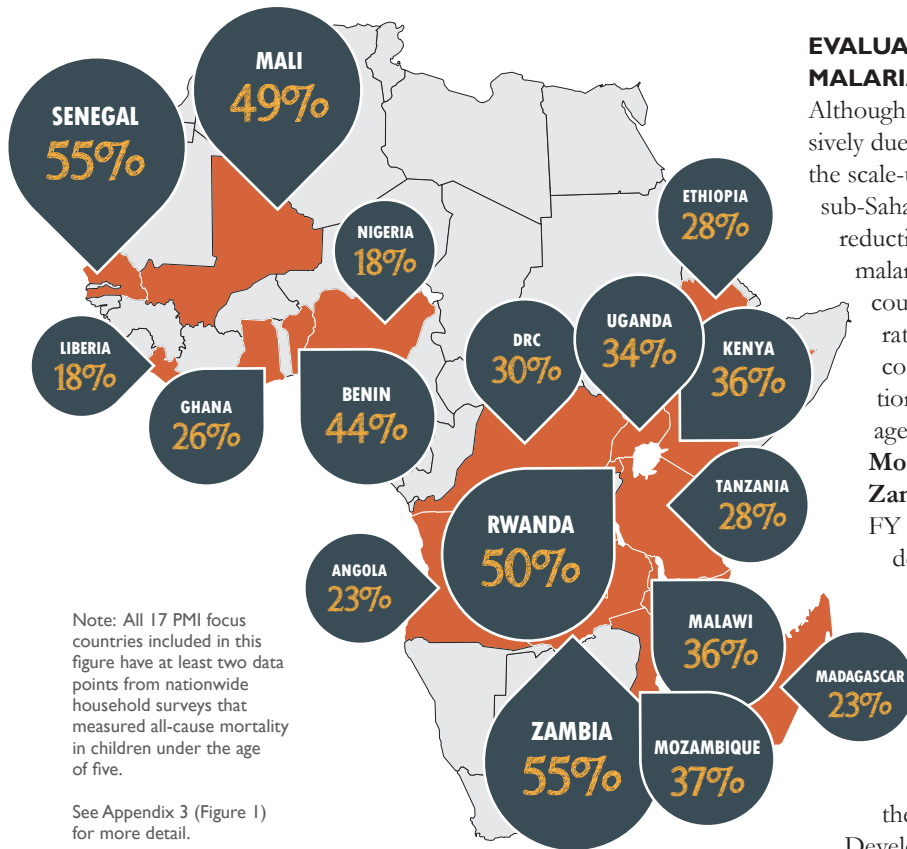 EVALUA
MALARIA
Although
sively due
the scale-u
sub-Saha
reducti
malar
cou
rat
co
tion
age
Mo
Zan
FY
de
the
Develo
MALI
49%
SENEGAL
55%
NIGERIA
18%
ETHIOPIA
28%
LIBERIA
18%
GHANA
26%
BENIN
44%
DRC
30%
UGANDA
34%
KENYA
36%
TANZANIA
28%
RWANDA
50%
ANGOLA
23%
MALAWI
36%
MADAGASCAR
23%
ZAMBIA
55%
MOZAMBIQUE
37%
Note: All 17 PMI focus
countries included in this
figure have at least two data
points from nationwide
household surveys that
measured all-cause mortality
in children under the age
of five.
See Appendix 3 (Figure 1)
for more detail.